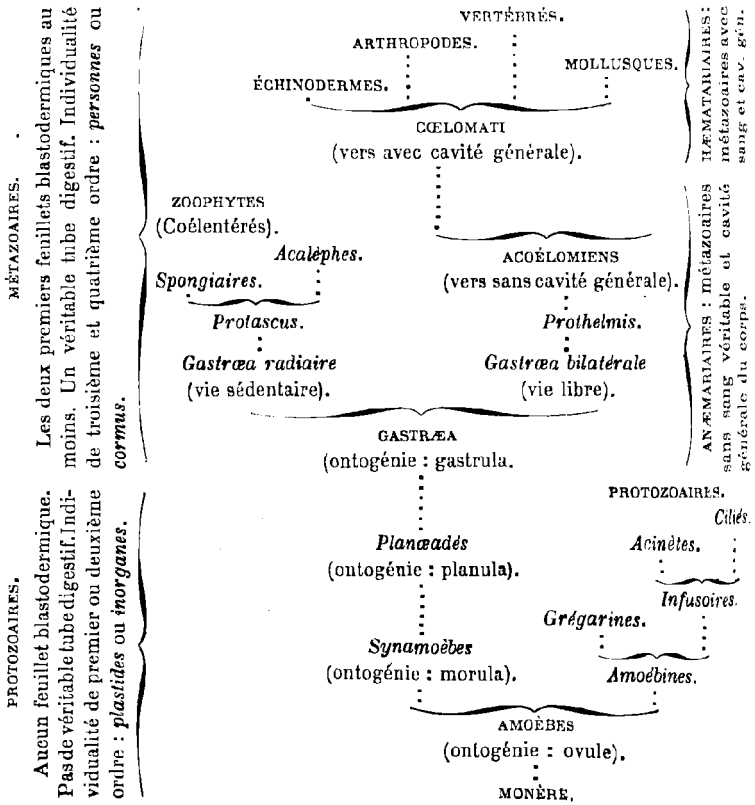 MÉTAZOAIRES.
Les deux premiers feuillets blastodermiques au
moins. Un véritable tube digestif. Individualité
de troisième et quatrième ordre : personnes ou
cormus.
PROTOZOAIRES.
Aucun feuillet blastodermique.
Pas de véritable tube digestif. Indi-
vidualité de premier ou deuxième
ordre : plastides ou inorganes.
VERTÉBRÉS.
ARTHROPODES.
MOLLUSQUES.
ÉCHINODERMES.
CŒLOMATI
(vers avec cavité générale).
ZOOPHYTES
(Coélentérés).
Acalèphes.
Spongiaires.
Protascus.
Gastræa radiaire
(vie sédentaire).
ACOÉLOMIENS
(vers sans cavité générale).
Prothelmis.
Gastræa bilatérale
(vie libre).
GASTRÆA
(ontogénie : gastrula.
Planæadés
(ontogénie : planula).
Synamoèbes
(ontogénie : morula).
PROTOZOAIRES.
Ciliés.
Acinètes.
Infusoires.
Grégarines.
Amoébines.
AMOÈBES
(ontogénie : ovule).
MONÈRE.
HÆMATARIAIRES :
métazoaires avec
sang et cav. gén.
ANÆMARIAIRES : métazoaires
sans sang véritable et cavité
générale du corps.